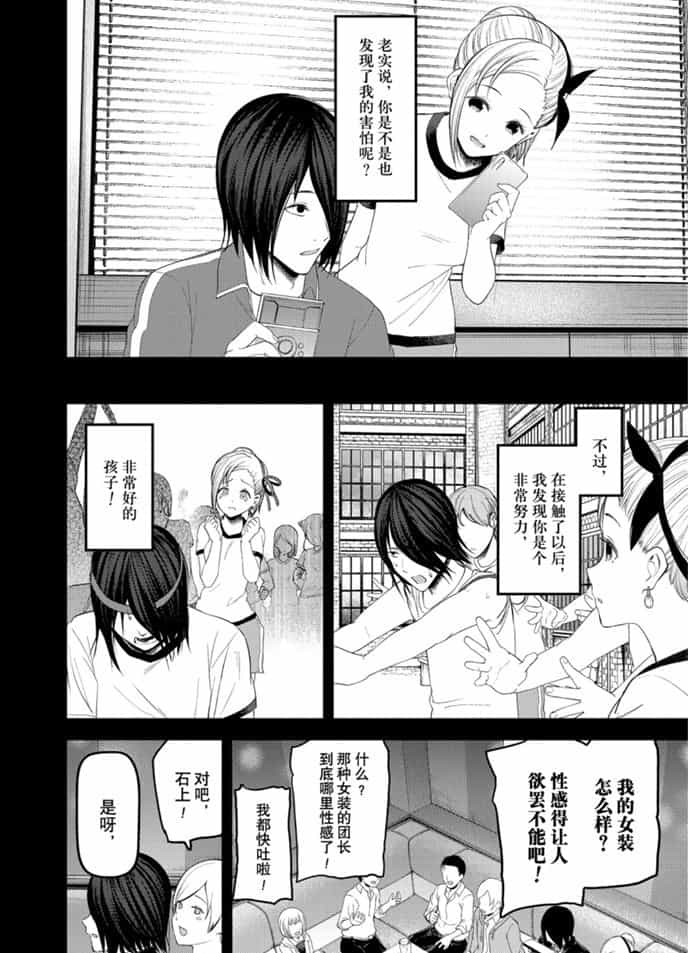 老实说，你是不是也
发现了我的害怕呢？
不过，
在接触了以后，
我发现你是个
非常努力，
非常好的
孩子！
我的女装
怎么样？
性感得让人
欲罢不能吧！
什么？
那种女装的团长
到底哪里性感了！
我都快吐啦！
对吧，
石上！
是呀，